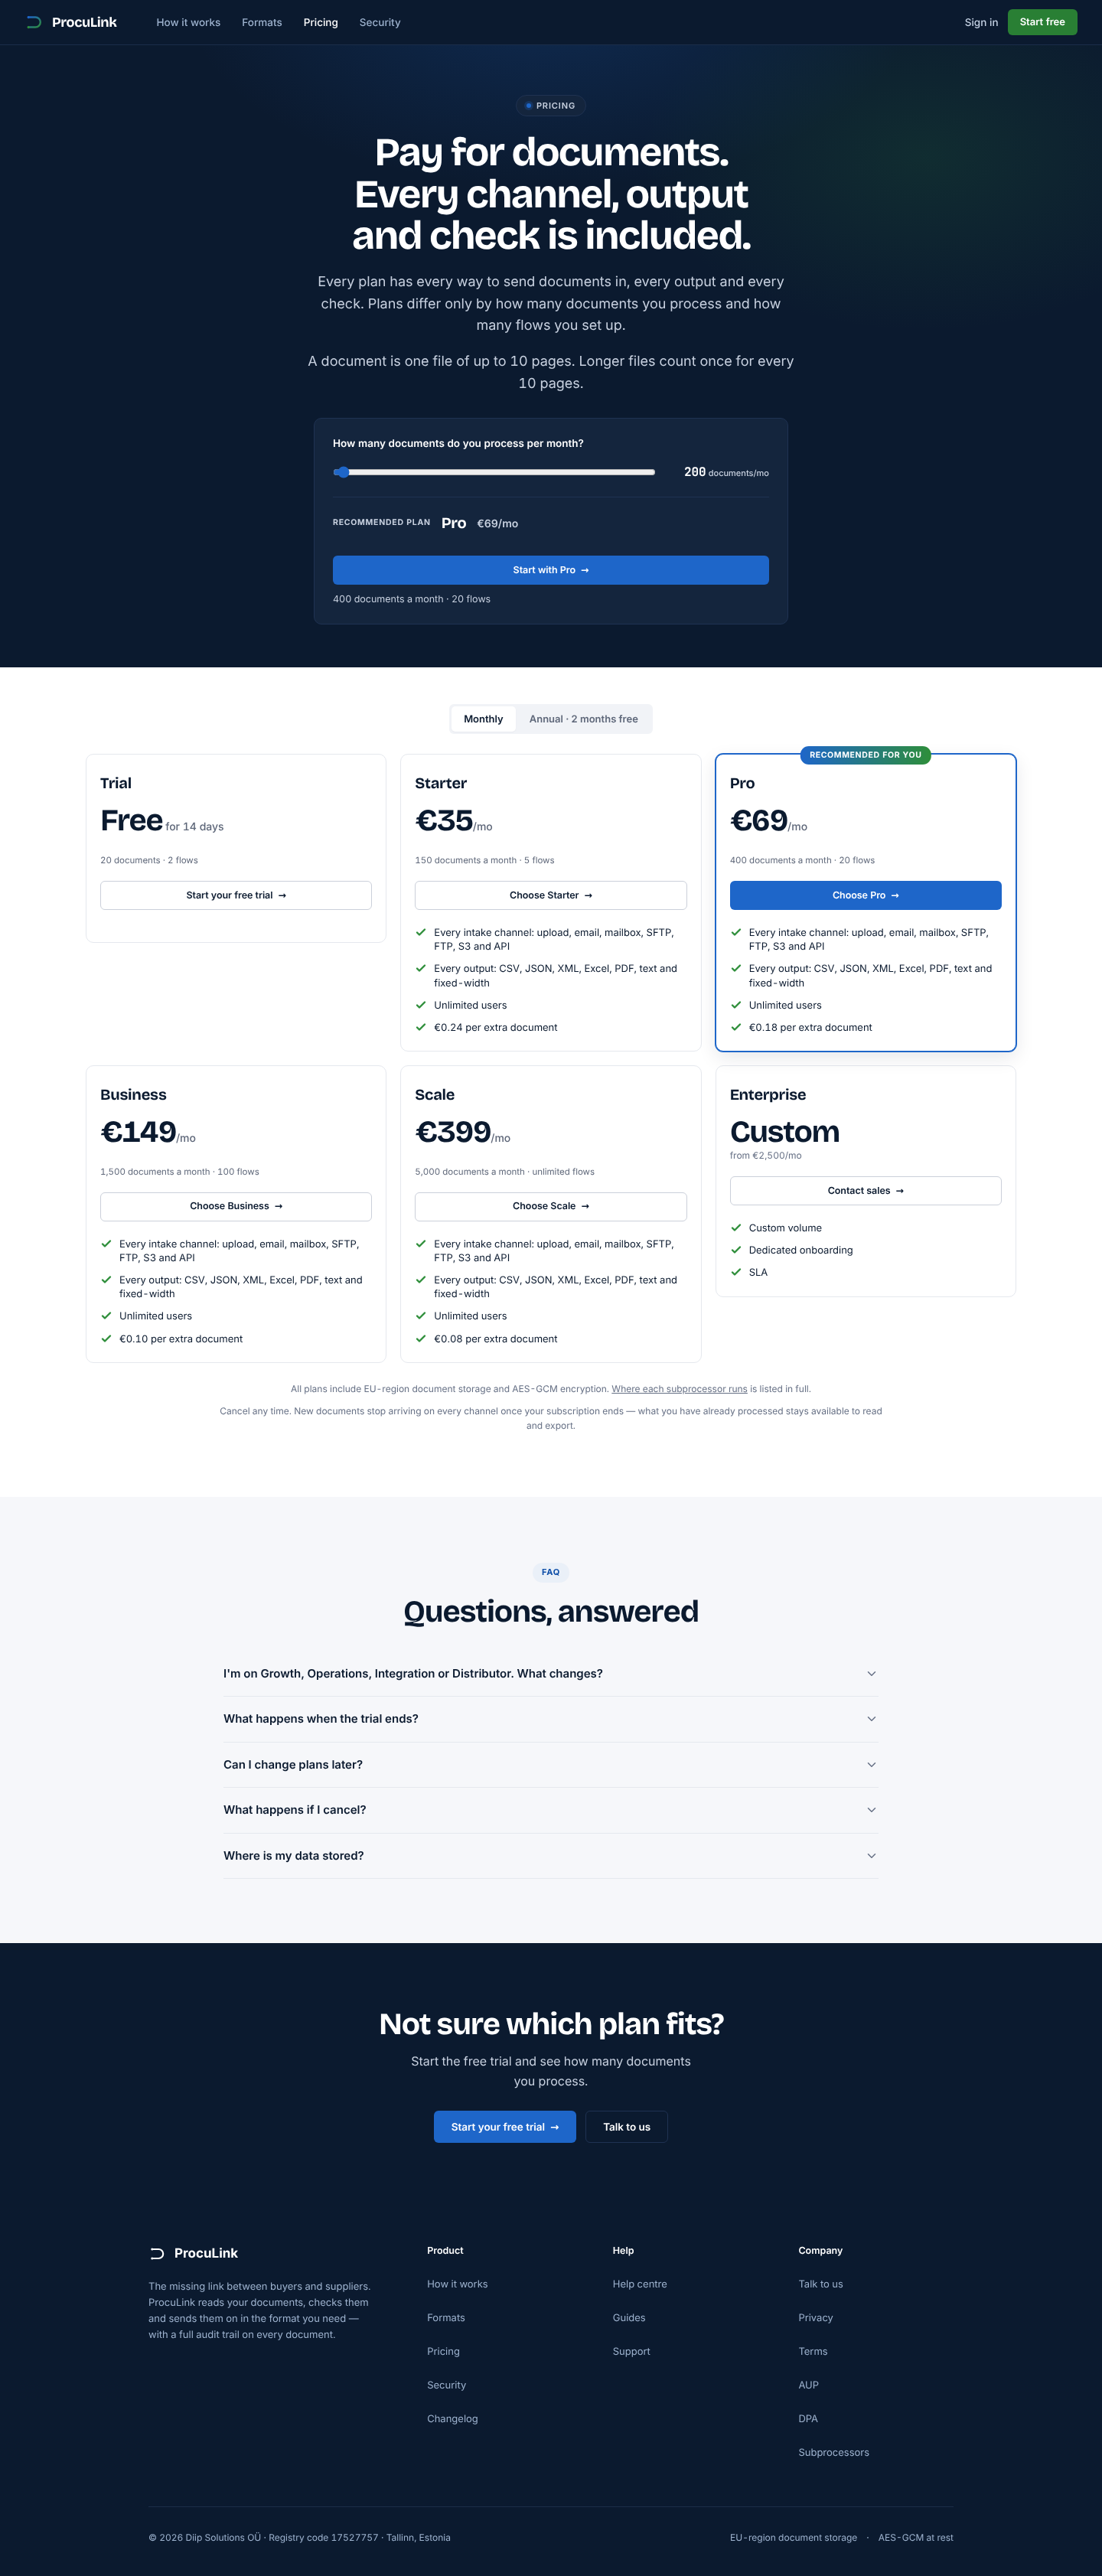 ProcuLink
How it works
Formats
Pricing
Security
Sign in
Start free
PRICING
Pay for documents.
Every channel, output
and check is included.
Every plan has every way to send documents in, every output and every
check. Plans differ only by how many documents you process and how
many flows you set up.
A document is one file of up to 10 pages. Longer files count once for every
10 pages.
How many documents do you process per month?
200 documents/mo
RECOMMENDED PLAN Pro €69/mo
Start with Pro →
400 documents a month · 20 flows
Monthly
Annual · 2 months free
Trial
Free for 14 days
20 documents · 2 flows
Start your free trial →
Starter
€35/mo
150 documents a month · 5 flows
Choose Starter →
Every intake channel: upload, email, mailbox, SFTP,
FTP, S3 and API
Every output: CSV, JSON, XML, Excel, PDF, text and
fixed-width
Unlimited users
€0.24 per extra document
RECOMMENDED FOR YOU
Pro
€69/mo
400 documents a month · 20 flows
Choose Pro →
Every intake channel: upload, email, mailbox, SFTP,
FTP, S3 and API
Every output: CSV, JSON, XML, Excel, PDF, text and
fixed-width
Unlimited users
€0.18 per extra document
Business
€149/mo
1,500 documents a month · 100 flows
Choose Business →
Every intake channel: upload, email, mailbox, SFTP,
FTP, S3 and API
Every output: CSV, JSON, XML, Excel, PDF, text and
fixed-width
Unlimited users
€0.10 per extra document
Scale
€399/mo
5,000 documents a month · unlimited flows
Choose Scale →
Every intake channel: upload, email, mailbox, SFTP,
FTP, S3 and API
Every output: CSV, JSON, XML, Excel, PDF, text and
fixed-width
Unlimited users
€0.08 per extra document
Enterprise
Custom
from €2,500/mo
Contact sales →
Custom volume
Dedicated onboarding
SLA
All plans include EU-region document storage and AES-GCM encryption. Where each subprocessor runs is listed in full.
Cancel any time. New documents stop arriving on every channel once your subscription ends — what you have already processed stays available to read
and export.
FAQ
Questions, answered
I'm on Growth, Operations, Integration or Distributor. What changes?
What happens when the trial ends?
Can I change plans later?
What happens if I cancel?
Where is my data stored?
Not sure which plan fits?
Start the free trial and see how many documents
you process.
Start your free trial →
Talk to us
ProcuLink
The missing link between buyers and suppliers.
ProcuLink reads your documents, checks them
and sends them on in the format you need —
with a full audit trail on every document.
Product
How it works
Formats
Pricing
Security
Changelog
Help
Help centre
Guides
Support
Company
Talk to us
Privacy
Terms
AUP
DPA
Subprocessors
© 2026 Diip Solutions OÜ · Registry code 17527757 · Tallinn, Estonia
EU-region document storage · AES-GCM at rest